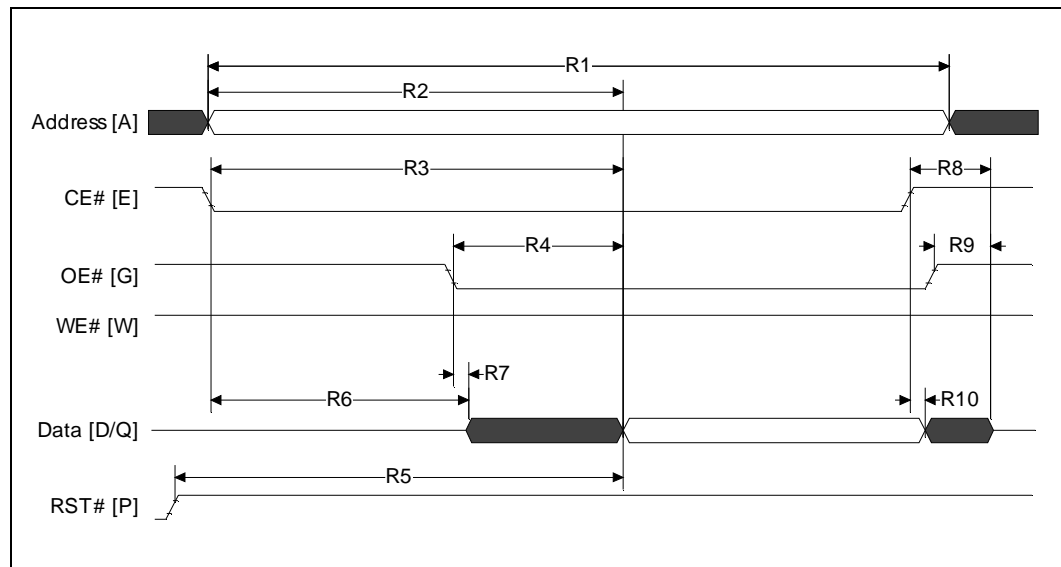 R1
R2
Address [A]
R3
R8
CE# [E]
R4
R9
OE# [G]
WE# [W]
R7
R6
R10
Data [D/Q]
R5
RST# [P]